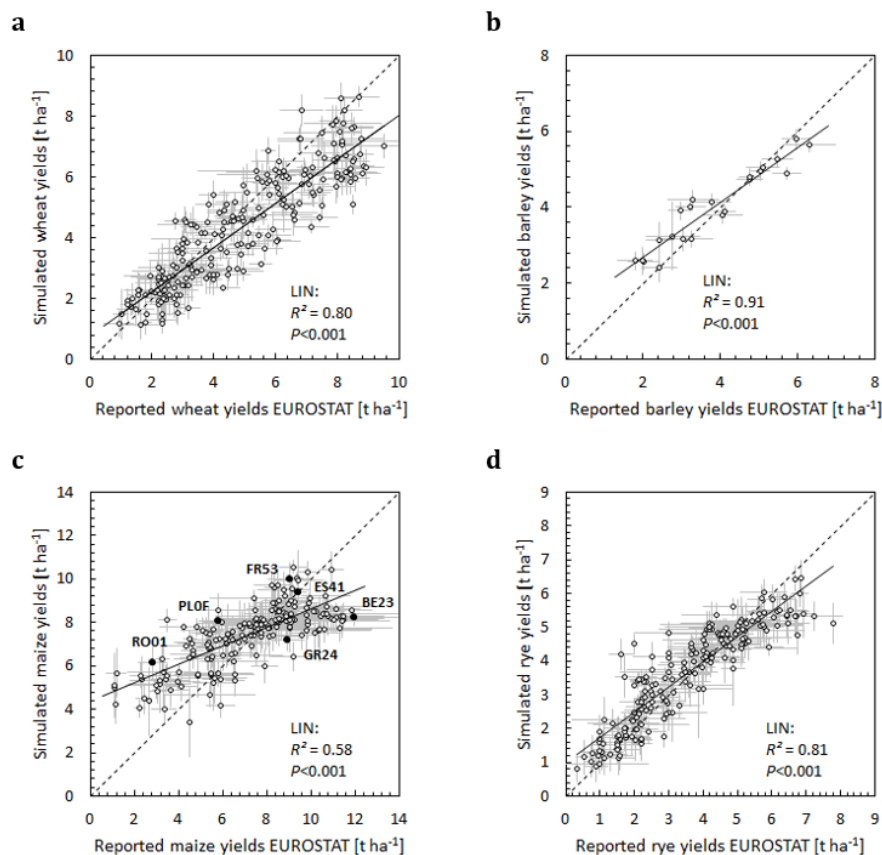 a
10
8
6
4
2
0
Simulated wheat yields [t ha-1]
0 2 4 6 8 10
Reported wheat yields EUROSTAT [t ha-1]
LIN:
R² = 0.80
P<0.001
b
8
6
4
2
0
Simulated barley yields [t ha-1]
0 2 4 6 8
Reported barley yields EUROSTAT [t ha-1]
LIN:
R² = 0.91
P<0.001
c
14
12
10
8
6
4
2
0
Simulated maize yields [t ha-1]
FR53
ES41
PL0F
BE23
RO01
GR24
LIN:
R² = 0.58
P<0.001
0 2 4 6 8 10 12 14
Reported maize yields EUROSTAT [t ha-1]
d
9
8
7
6
5
4
3
2
1
0
Simulated rye yields [t ha-1]
LIN:
R² = 0.81
P<0.001
0 1 2 3 4 5 6 7 8 9
Reported rye yields EUROSTAT [t ha-1]